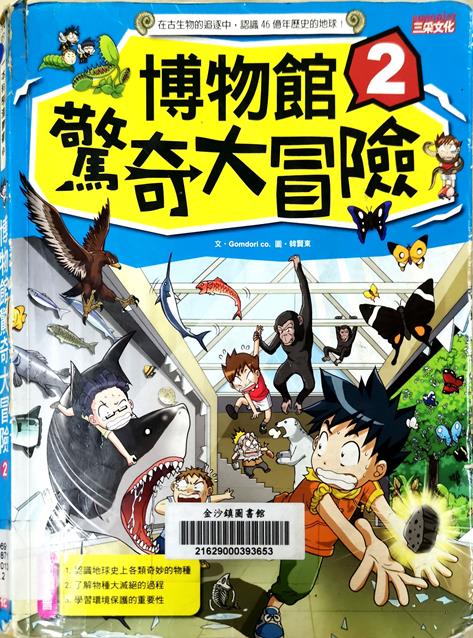 在古生物的追逐中，認識46億年歷史的地球！
三采文化
博物館
2
驚奇大冒險
文・Gomdori co. 圖・韓賢東
博物館驚奇大冒險
2
金沙鎮圖書館
21629000393653
1.認識地球史上各類奇妙的物種
2.了解物種大滅絕的過程
3.學習環境保護的重要性